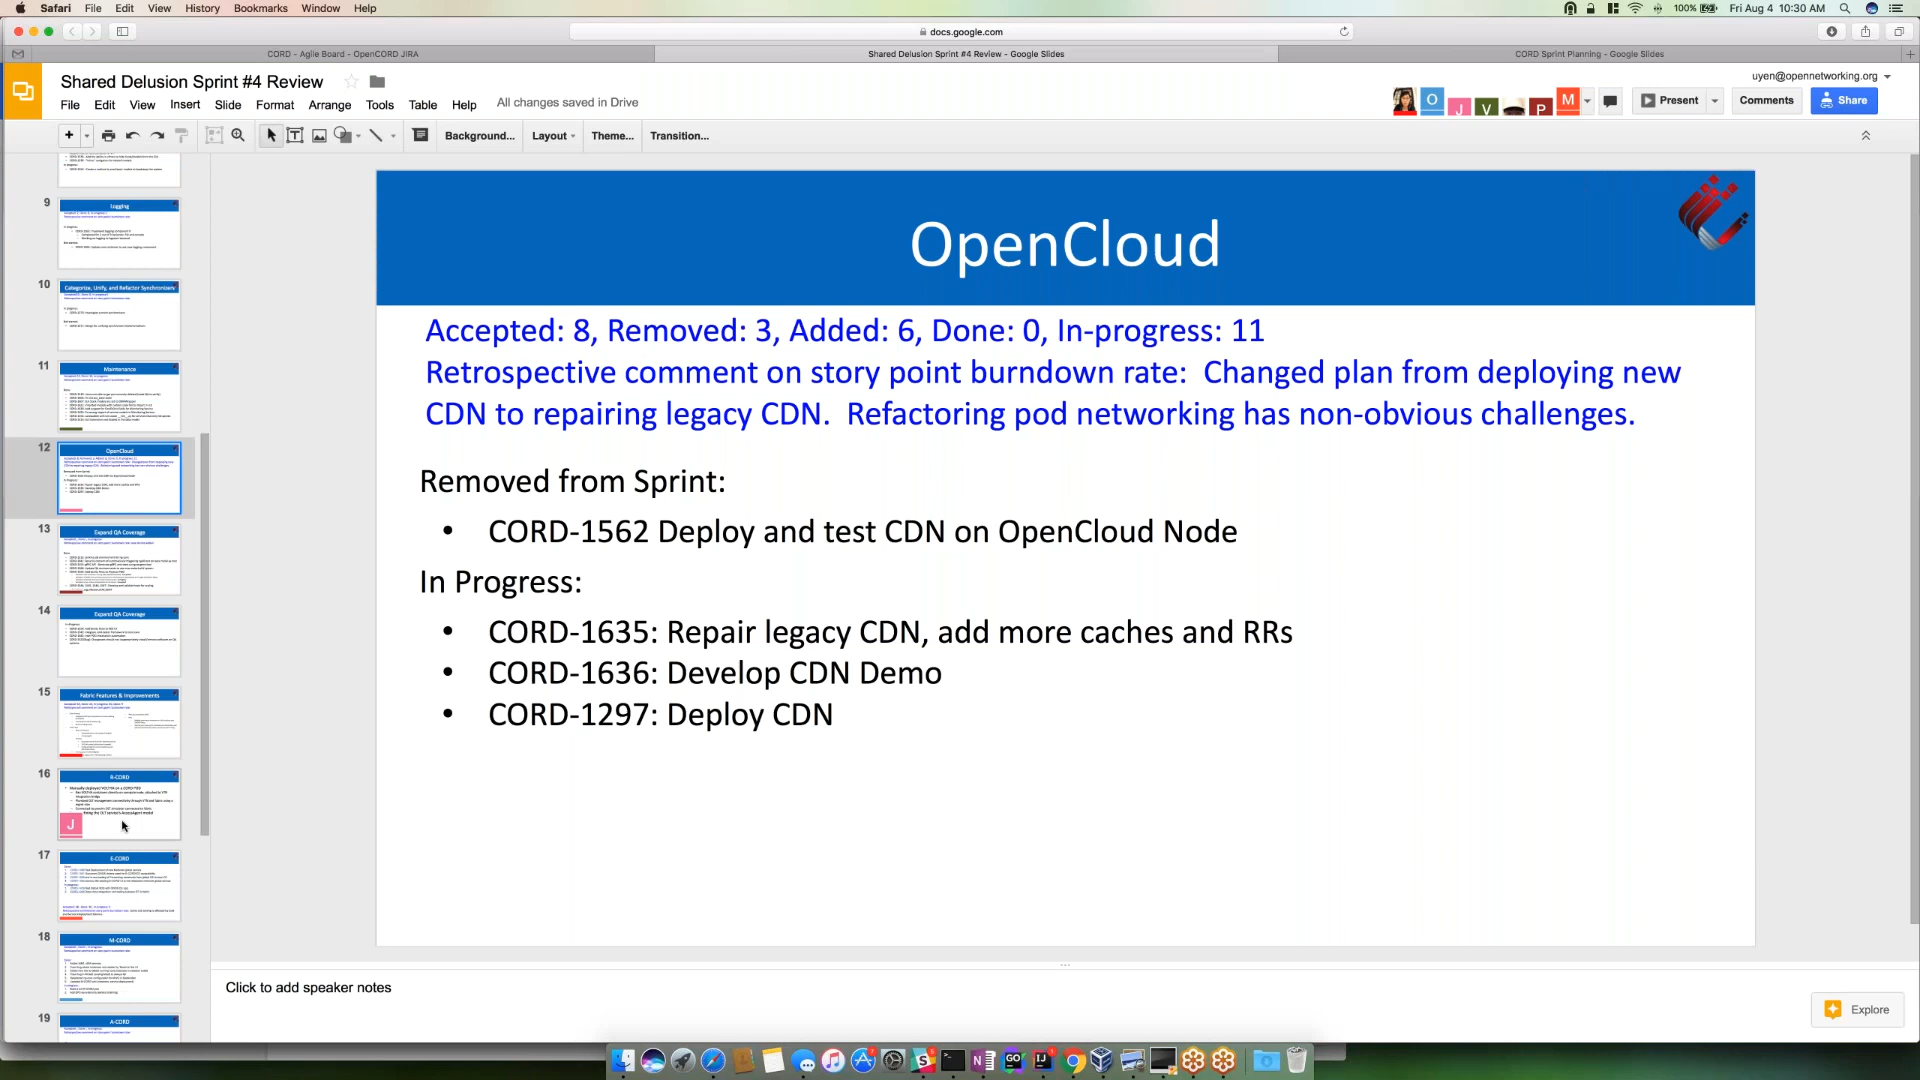 Safari File Edit View History Bookmarks Window Help
100% Fri Aug 4 10:30 AM
docs.google.com
CORD - Agile Board - OpenCORD JIRA
Shared Delusion Sprint #4 Review - Google Slides
CORD Sprint Planning - Google Slides
Shared Delusion Sprint #4 Review
uyen@opennetworking.org
File Edit View Insert Slide Format Arrange Tools Table Help
All changes saved in Drive
O J V P M
Present
Comments
Share
Background...
Layout
Theme...
Transition...
9
Logging
10
Categorize, Unify, and Refactor Synchronizers
11
Maintenance
12
OpenCloud
13
Expand QA Coverage
14
Expand QA Coverage
15
Fabric Features & Improvements
16
R-CORD
J
17
E-CORD
18
M-CORD
19
A-CORD
OpenCloud
Accepted: 8, Removed: 3, Added: 6, Done: 0, In-progress: 11
Retrospective comment on story point burndown rate: Changed plan from deploying new
CDN to repairing legacy CDN. Refactoring pod networking has non-obvious challenges.
Removed from Sprint:
• CORD-1562 Deploy and test CDN on OpenCloud Node
In Progress:
• CORD-1635: Repair legacy CDN, add more caches and RRs
• CORD-1636: Develop CDN Demo
• CORD-1297: Deploy CDN
Click to add speaker notes
Explore